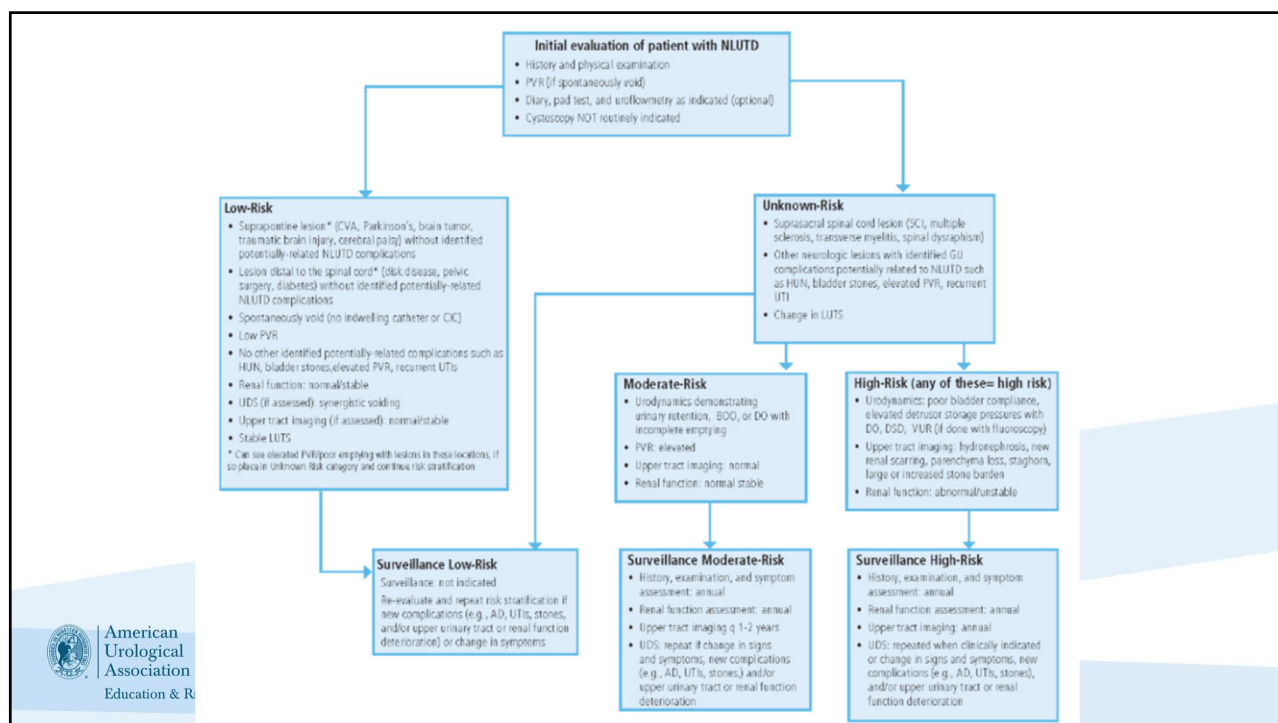 Initial evaluation of patient with NLUTD
• History and physical examination
• PVR (if spontaneously void)
• Diary, pad test, and uroflowmetry as indicated (optional)
• Cystoscopy NOT routinely indicated
Low-Risk
• Suprapontine lesion* (CVA, Parkinson's, brain tumor,
traumatic brain injury, cerebral palsy) without identified
potentially-related NLUTD complications
• Lesion distal to the spinal cord* (disk disease, pelvic
surgery, diabetes) without identified potentially-related
NLUTD complications
• Spontaneously void (no indwelling catheter or CIC)
• Low PVR
• No other identified potentially-related complications such as
HUN, bladder stones,elevated PVR, recurrent UTIs
• Renal function: normal/stable
• UDS (if assessed): synergistic voiding
• Upper tract imaging (if assessed): normal/stable
• Stable LUTS
* Can see elevated PVR/poor emptying with lesions in these locations, if
so place in Unknown Risk category and continue risk stratification
Unknown-Risk
• Suprasacral spinal cord lesion (SCI, multiple
sclerosis, transverse myelitis, spinal dysraphism)
• Other neurologic lesions with identified GU
complications potentially related to NLUTD such
as HUN, bladder stones, elevated PVR, recurrent
UTI
• Change in LUTS
Moderate-Risk
• Urodynamics demonstrating
urinary retention, BOO, or DO with
incomplete emptying
• PVR: elevated
• Upper tract imaging: normal
• Renal function: normal stable
High-Risk (any of these= high risk)
• Urodynamics: poor bladder compliance,
elevated detrusor storage pressures with
DO, DSD, VUR (if done with fluoroscopy)
• Upper tract imaging: hydronephrosis, new
renal scarring, parenchyma loss, staghorn,
large or increased stone burden
• Renal function: abnormal/unstable
Surveillance Low-Risk
Surveillance: not indicated
Re-evaluate and repeat risk stratification if
new complications (e.g., AD, UTIs, stones,
and/or upper urinary tract or renal function
deterioration) or change in symptoms
Surveillance Moderate-Risk
• History, examination, and symptom
assessment: annual
• Renal function assessment: annual
• Upper tract imaging q 1-2 years
• UDS: repeat if change in signs
and symptoms, new complications
(e.g., AD, UTIs, stones,) and/or
upper urinary tract or renal function
deterioration
Surveillance High-Risk
• History, examination, and symptom
assessment: annual
• Renal function assessment: annual
• Upper tract imaging: annual
• UDS: repeated when clinically indicated
or change in signs and symptoms, new
complications (e.g., AD, UTIs, stones),
and/or upper urinary tract or renal
function deterioration
American
Urological
Association
Education &